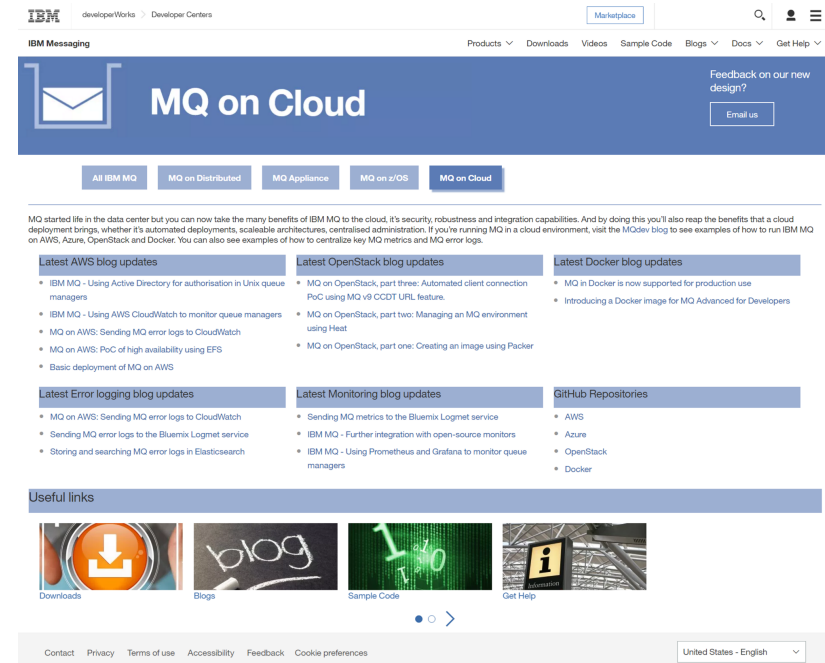 IBM developerWorks > Developer Centers Marketplace
IBM Messaging Products Downloads Videos Sample Code Blogs Docs Get Help
Feedback on our new
design?
MQ on Cloud
Email us
All IBM MQ MQ on Distributed MQ Appliance MQ on z/OS MQ on Cloud
MQ started life in the data center but you can now take the many benefits of IBM MQ to the cloud, it's security, robustness and integration capabilities. And by doing this you'll also reap the benefits that a cloud
deployment brings, whether it's automated deployments, scaleable architectures, centralised administration. If you're running MQ in a cloud environment, visit the MQdev blog to see examples of how to run IBM MQ
on AWS, Azure, OpenStack and Docker. You can also see examples of how to centralize key MQ metrics and MQ error logs.
Latest AWS blog updates
• IBM MQ - Using Active Directory for authorisation in Unix queue
managers
• IBM MQ - Using AWS CloudWatch to monitor queue managers
• MQ on AWS: Sending MQ error logs to CloudWatch
• MQ on AWS: PoC of high availability using EFS
• Basic deployment of MQ on AWS
Latest OpenStack blog updates
• MQ on OpenStack, part three: Automated client connection
PoC using MQ v9 CCDT URL feature.
• MQ on OpenStack, part two: Managing an MQ environment
using Heat
• MQ on OpenStack, part one: Creating an image using Packer
Latest Docker blog updates
• MQ in Docker is now supported for production use
• Introducing a Docker image for MQ Advanced for Developers
Latest Error logging blog updates
• MQ on AWS: Sending MQ error logs to CloudWatch
• Sending MQ error logs to the Bluemix Logmet service
• Storing and searching MQ error logs in Elasticsearch
Latest Monitoring blog updates
• Sending MQ metrics to the Bluemix Logmet service
• IBM MQ - Further integration with open-source monitors
• IBM MQ - Using Prometheus and Grafana to monitor queue
managers
GitHub Repositories
• AWS
• Azure
• OpenStack
• Docker
Useful links
blog
1 0
1 0
i
Information
Downloads Blogs Sample Code Get Help
Contact Privacy Terms of use Accessibility Feedback Cookie preferences United States - English